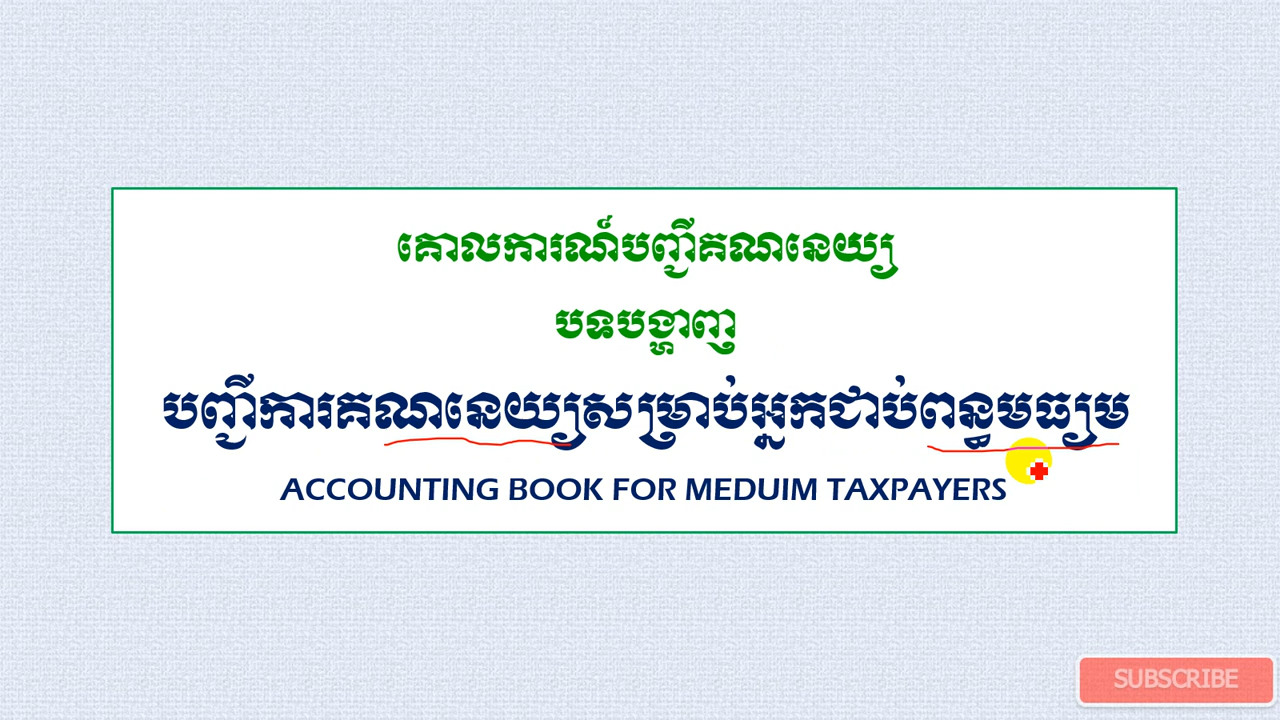 គោលការណ៍បញ្ជីគណនេយ្យ
បទបង្ហាញ
បញ្ជីការគណនេយ្យសម្រាប់អ្នកជាប់ពន្ធមធ្យម
ACCOUNTING BOOK FOR MEDUIM TAXPAYERS
SUBSCRIBE